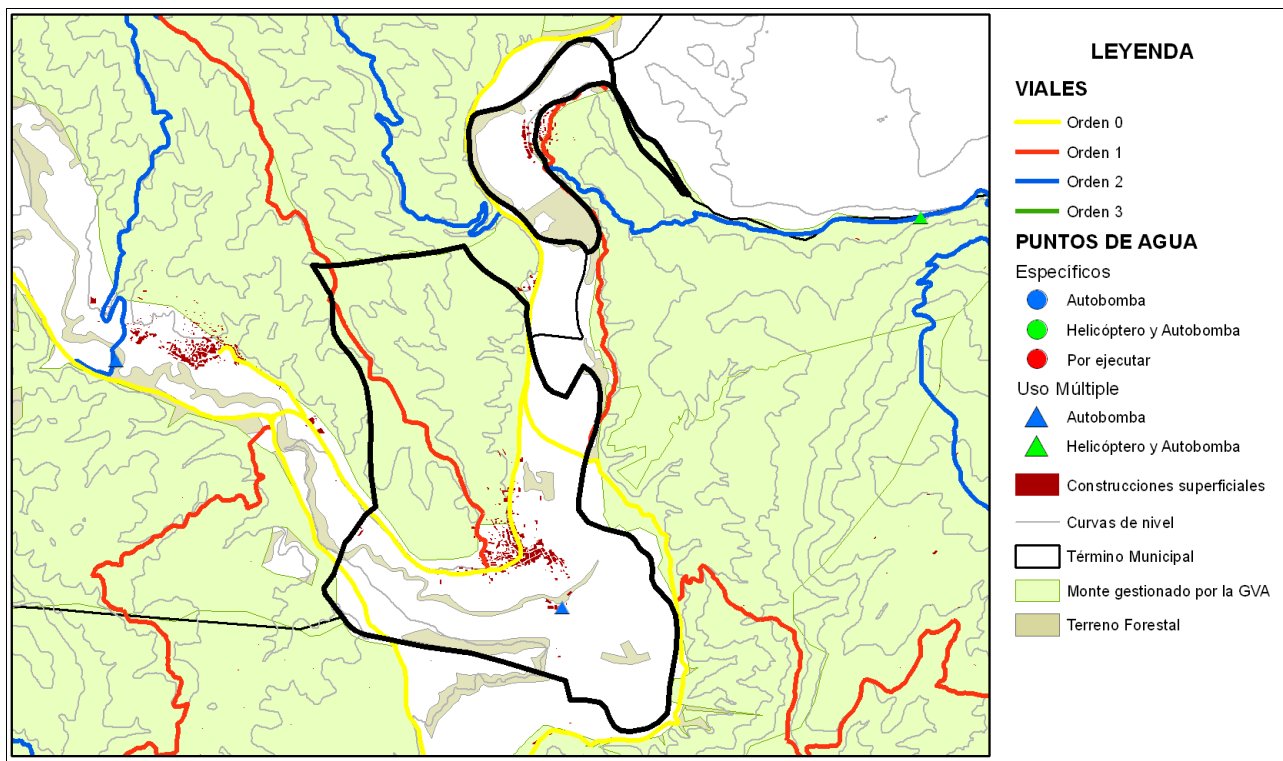 LEYENDA
VIALES
Orden 0
Orden 1
Orden 2
Orden 3
PUNTOS DE AGUA
Específicos
Autobomba
Helicóptero y Autobomba
Por ejecutar
Uso Múltiple
Autobomba
Helicóptero y Autobomba
Construcciones superficiales
Curvas de nivel
Término Municipal
Monte gestionado por la GVA
Terreno Forestal